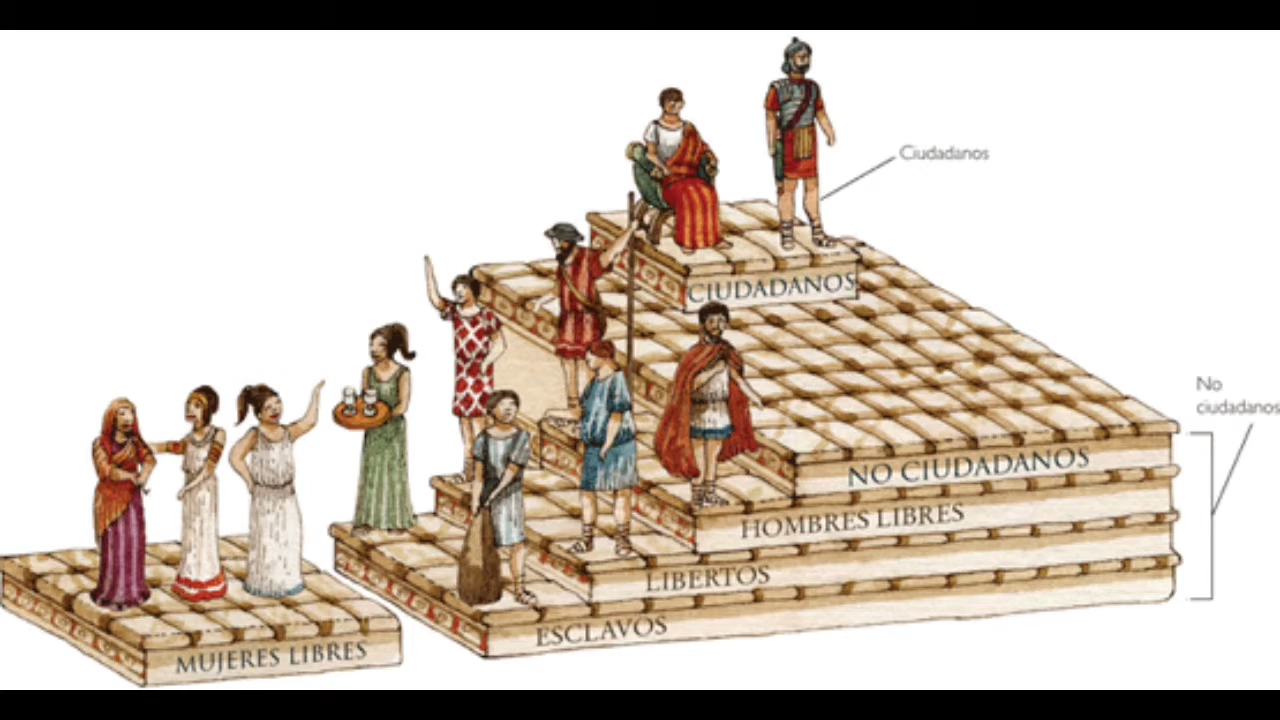 Ciudadanos
CIUDADANOS
No
ciudadanos
NO CIUDADANOS
HOMBRES LIBRES
LIBERTOS
ESCLAVOS
MUJERES LIBRES